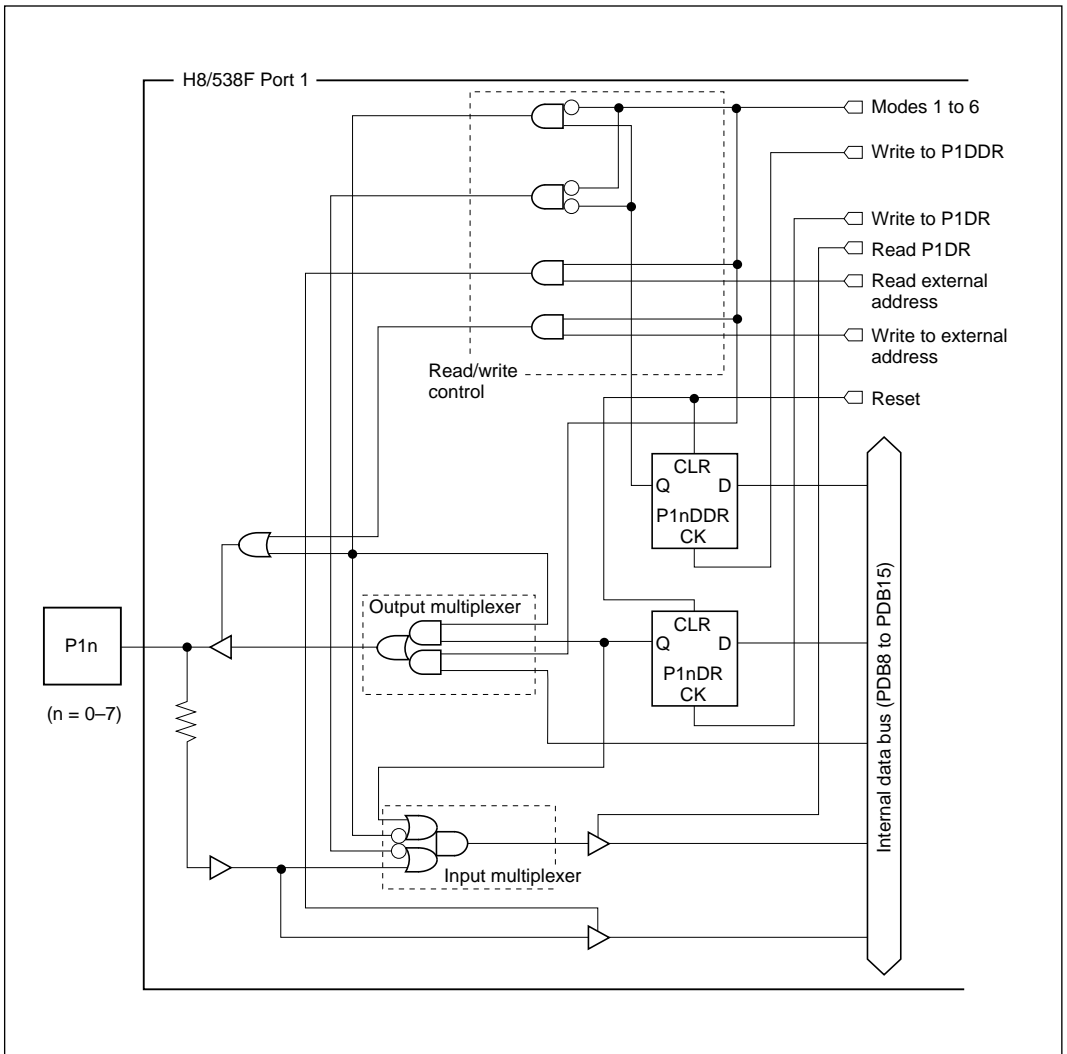 H8/538F Port 1
Modes 1 to 6
Write to P1DDR
Write to P1DR
Read P1DR
Read external
address
Write to external
address
Read/write
control
Reset
CLR
Q D
P1nDDR
CK
Output multiplexer
CLR
Q D
P1nDR
CK
P1n
(n = 0–7)
Internal data bus (PDB8 to PDB15)
Input multiplexer